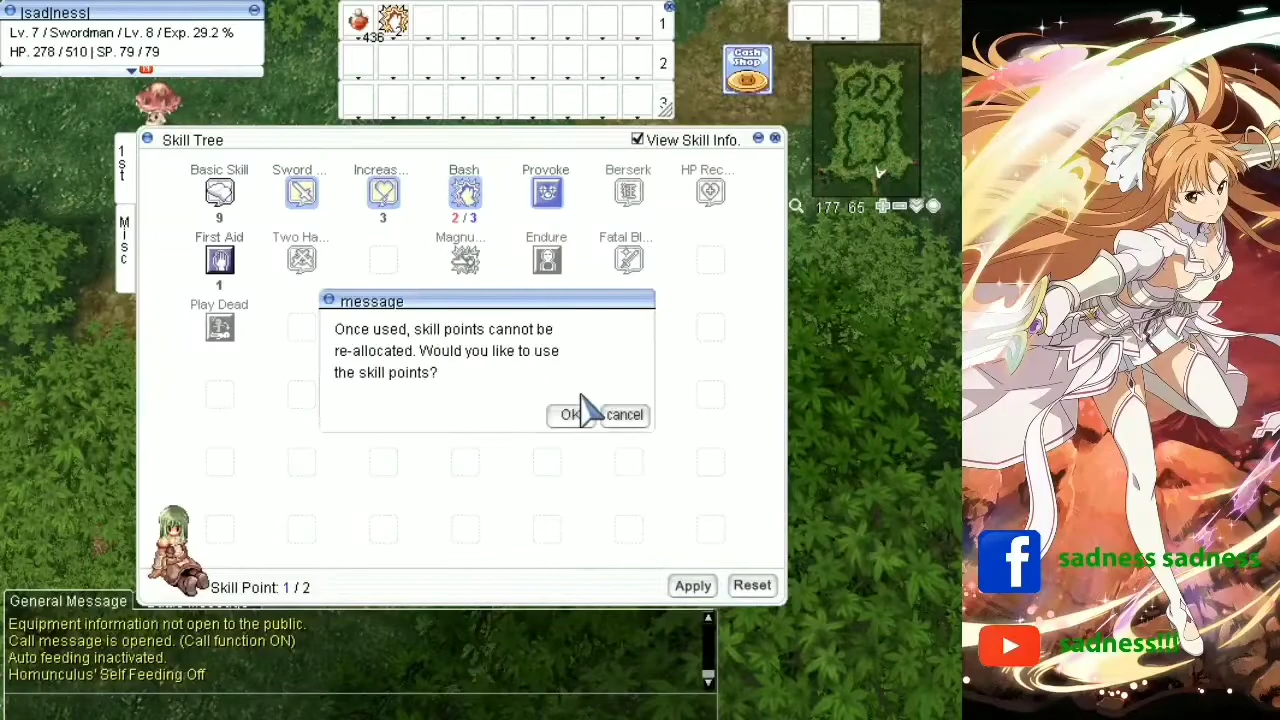 |sad|ness|
Lv. 7 / Swordman / Lv. 8 / Exp. 29.2 %
HP. 278 / 510 | SP. 79 / 79
436
2
1
2
3
Cash
Shop
177 65
Skill Tree
View Skill Info.
1st
Misc
Basic Skill
Sword ...
Increas...
Bash
Provoke
Berserk
HP Rec...
9
3
2 / 3
First Aid
Two Ha...
Magnu...
Endure
Fatal Bl...
1
Play Dead
message
Once used, skill points cannot be
re-allocated. Would you like to use
the skill points?
OK
cancel
Skill Point: 1 / 2
Apply
Reset
General Message
Equipment information not open to the public.
Call message is opened. (Call function ON)
Auto feeding inactivated.
Homunculus' Self Feeding Off
sadness sadness
sadness!!!